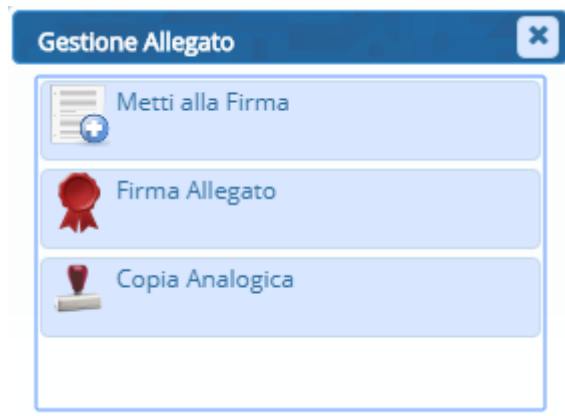 Gestione Allegato
Metti alla Firma
Firma Allegato
Copia Analogica